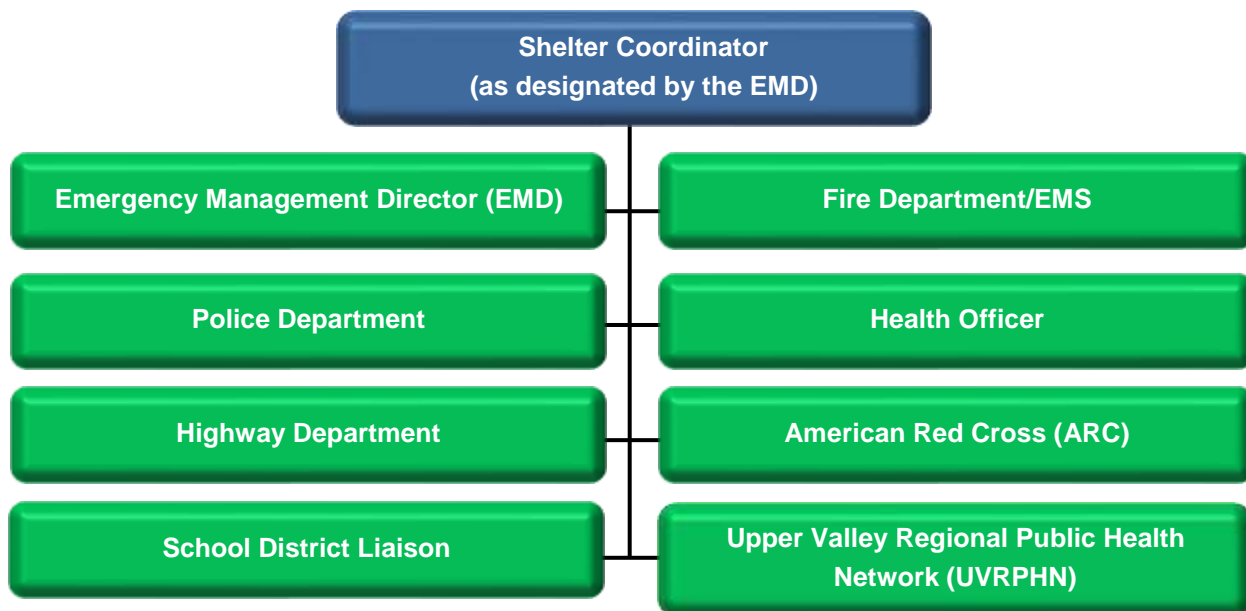 Shelter Coordinator
(as designated by the EMD)
Emergency Management Director (EMD)
Fire Department/EMS
Police Department
Health Officer
Highway Department
American Red Cross (ARC)
School District Liaison
Upper Valley Regional Public Health
Network (UVRPHN)